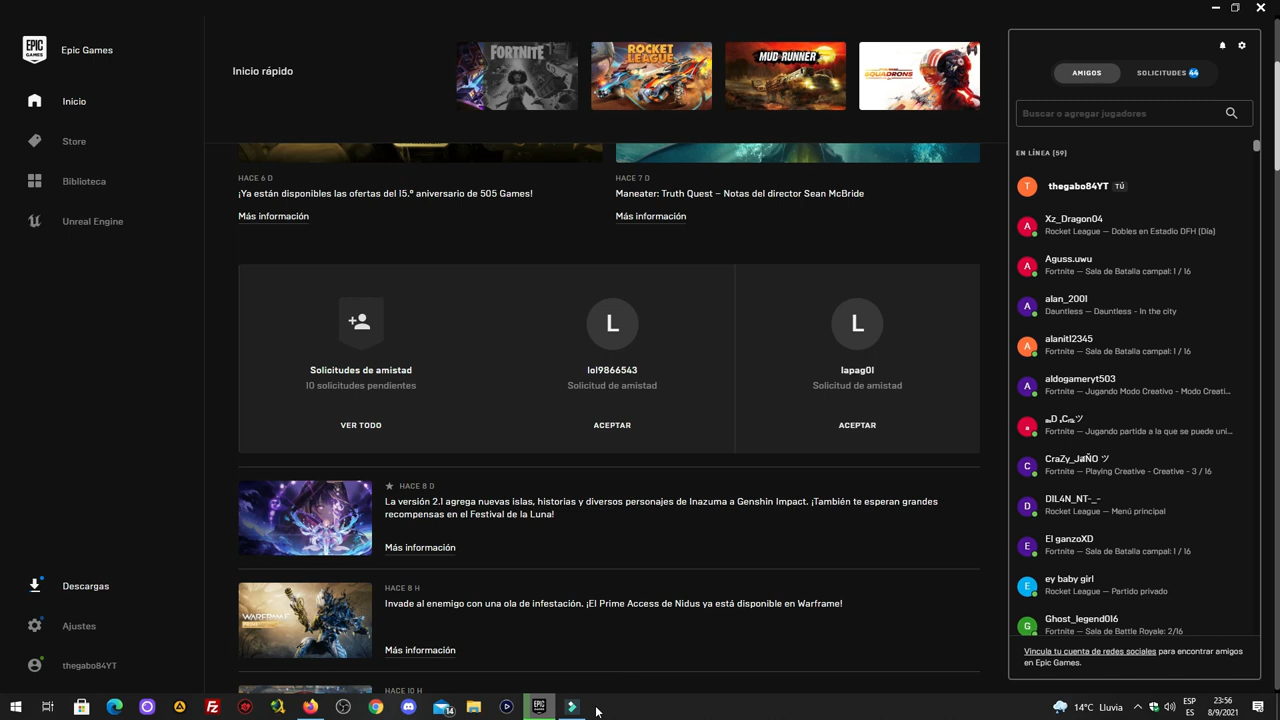 EPIC GAMES
Epic Games
Inicio
Store
Biblioteca
Unreal Engine
Descargas
Ajustes
thegabo84YT
Inicio rápido
FORTNITE
ROCKET LEAGUE
MUD RUNNER
SQUADRONS
HACE 6 D
¡Ya están disponibles las ofertas del 15.º aniversario de 505 Games!
Más información
HACE 7 D
Maneater: Truth Quest – Notas del director Sean McBride
Más información
Solicitudes de amistad
10 solicitudes pendientes
VER TODO
L
lol9866543
Solicitud de amistad
ACEPTAR
L
lapag01
Solicitud de amistad
ACEPTAR
HACE 8 D
La versión 2.1 agrega nuevas islas, historias y diversos personajes de Inazuma a Genshin Impact. ¡También te esperan grandes
recompensas en el Festival de la Luna!
Más información
WARFRAME
HACE 8 H
Invade al enemigo con una ola de infestación. ¡El Prime Access de Nidus ya está disponible en Warframe!
Más información
HACE 10 H
AMIGOS
SOLICITUDES 44
Buscar o agregar jugadores
EN LÍNEA (59)
T
thegabo84YT TÚ
A
Xz_Dragon04
Rocket League — Dobles en Estadio DFH (Día)
A
Aguss.uwu
Fortnite — Sala de Batalla campal: 1 / 16
A
alan_2001
Dauntless — Dauntless - In the city
A
alanitl2345
Fortnite — Sala de Batalla campal: 1 / 16
A
aldogameryt503
Fortnite — Jugando Modo Creativo - Modo Creati...
Fortnite — Jugando partida a la que se puede uni...
C
Fortnite — Playing Creative - Creative - 3 / 16
D
DIL4N_NT-_-
Rocket League — Menú principal
E
El ganzoXD
Fortnite — Sala de Batalla campal: 1 / 16
E
ey baby girl
Rocket League — Partido privado
G
Ghost_legend016
Fortnite — Sala de Battle Royale: 2/16
Vincula tu cuenta de redes sociales para encontrar amigos
en Epic Games.
14
14°C Lluvia
ESP
ES
23:56
8/9/2021